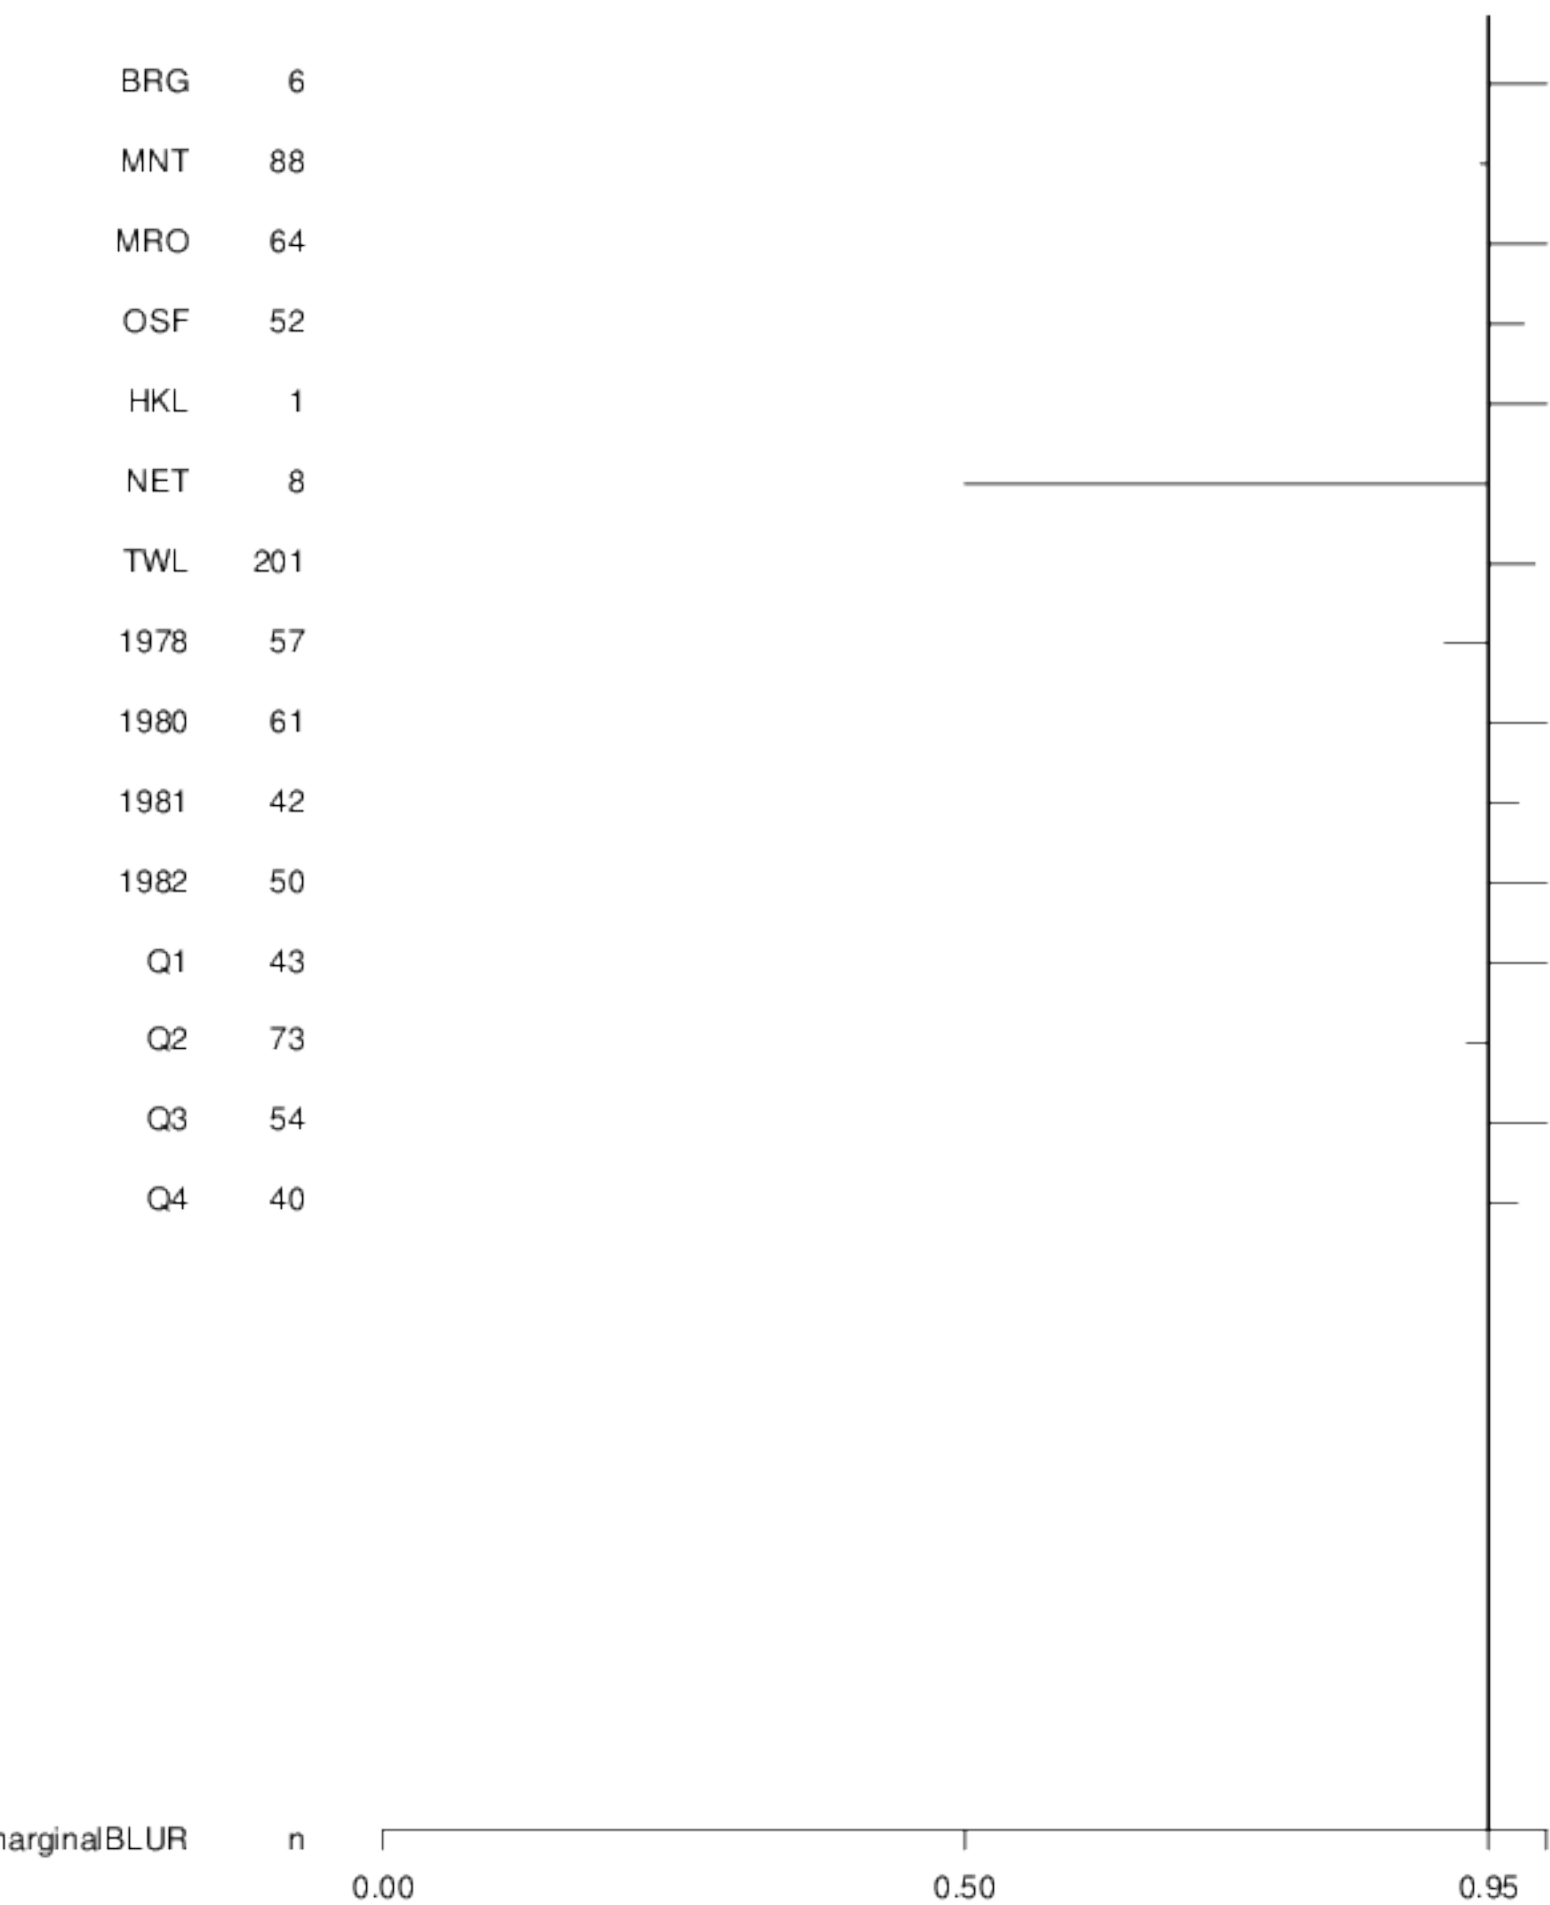 BRG 6
MNT 88
MRO 64
OSF 52
HKL 1
NET 8
TWL 201
1978 57
1980 61
1981 42
1982 50
Q1 43
Q2 73
Q3 54
Q4 40
BLUR n
0.00 0.50 0.95